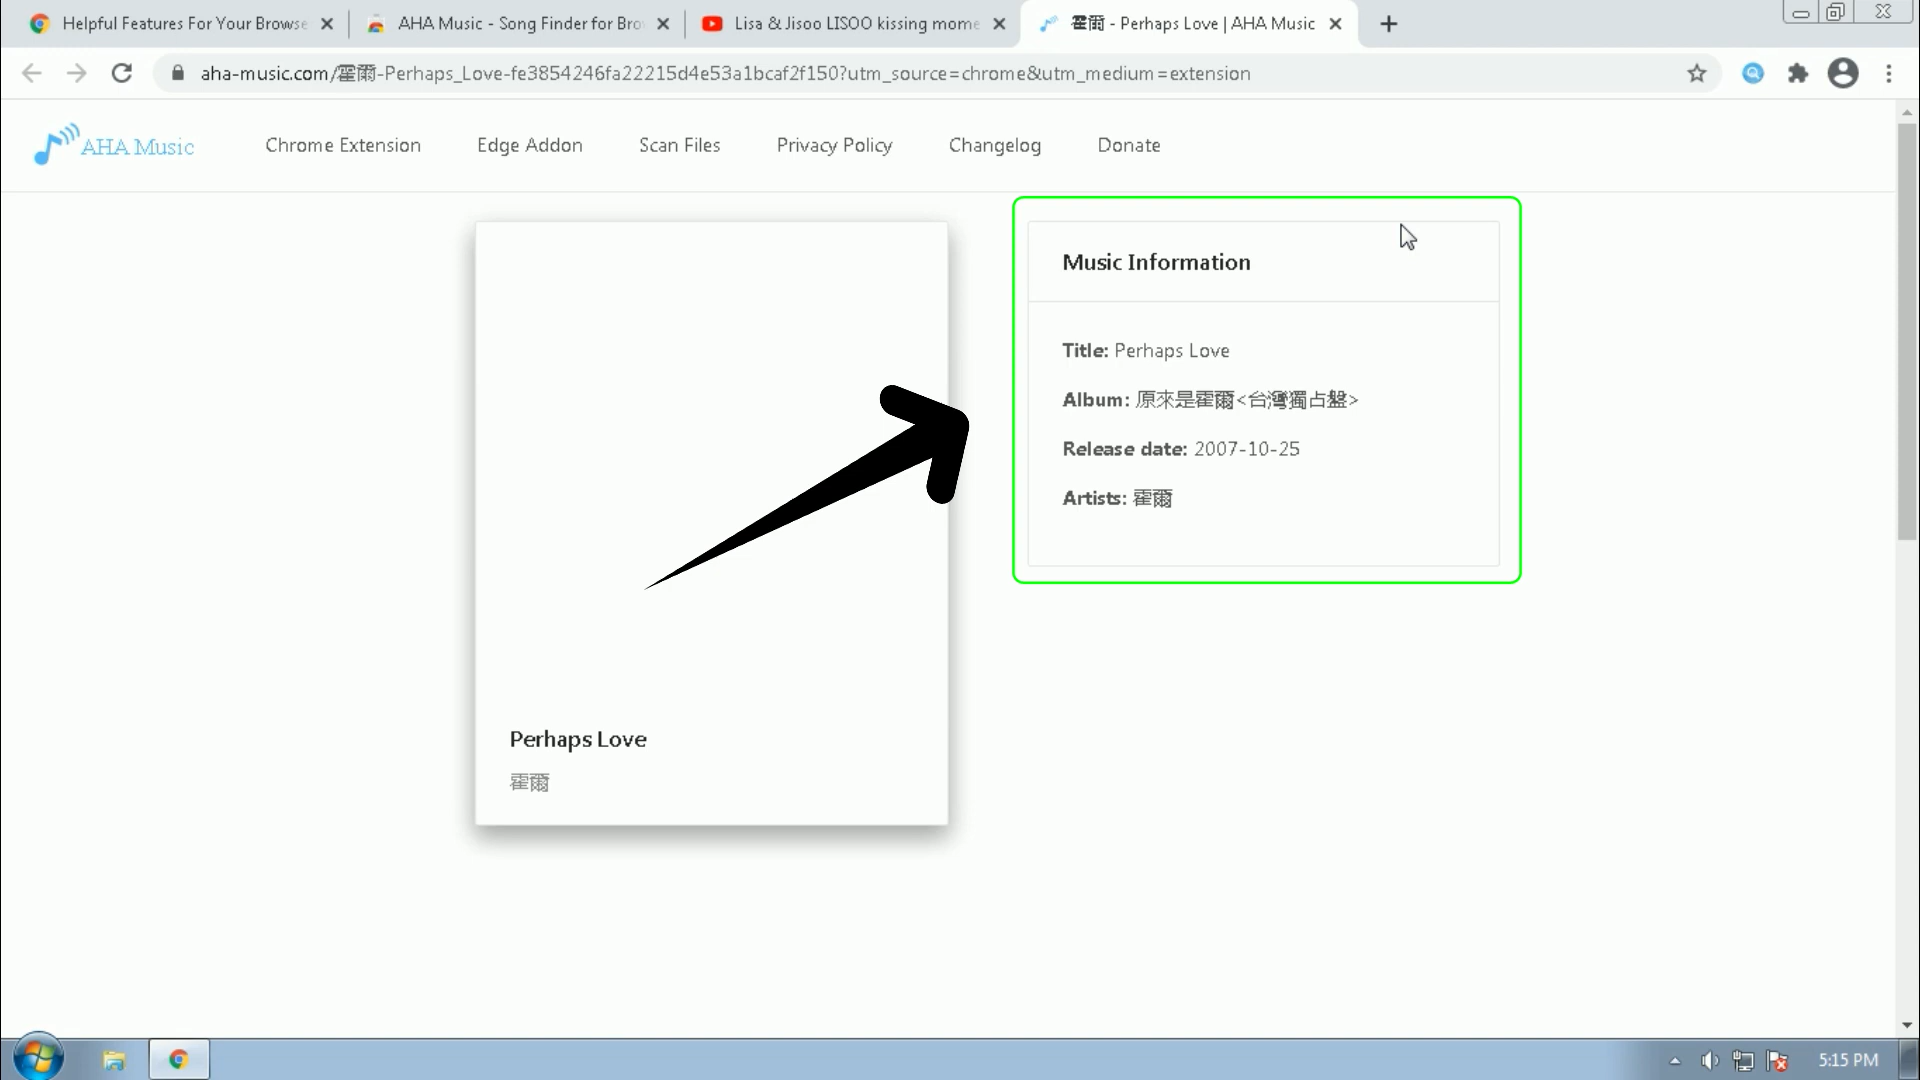 Helpful Features For Your Browse
AHA Music - Song Finder for Bro
Lisa & Jisoo LISOO kissing mome
霍爾 - Perhaps Love | AHA Music
aha-music.com/霍爾-Perhaps_Love-fe3854246fa22215d4e53a1bcaf2f150?utm_source=chrome&utm_medium=extension
AHA Music
Chrome Extension
Edge Addon
Scan Files
Privacy Policy
Changelog
Donate
Music Information
Title: Perhaps Love
Album: 原來是霍爾<台灣獨占盤>
Release date: 2007-10-25
Artists: 霍爾
Perhaps Love
霍爾
5:15 PM